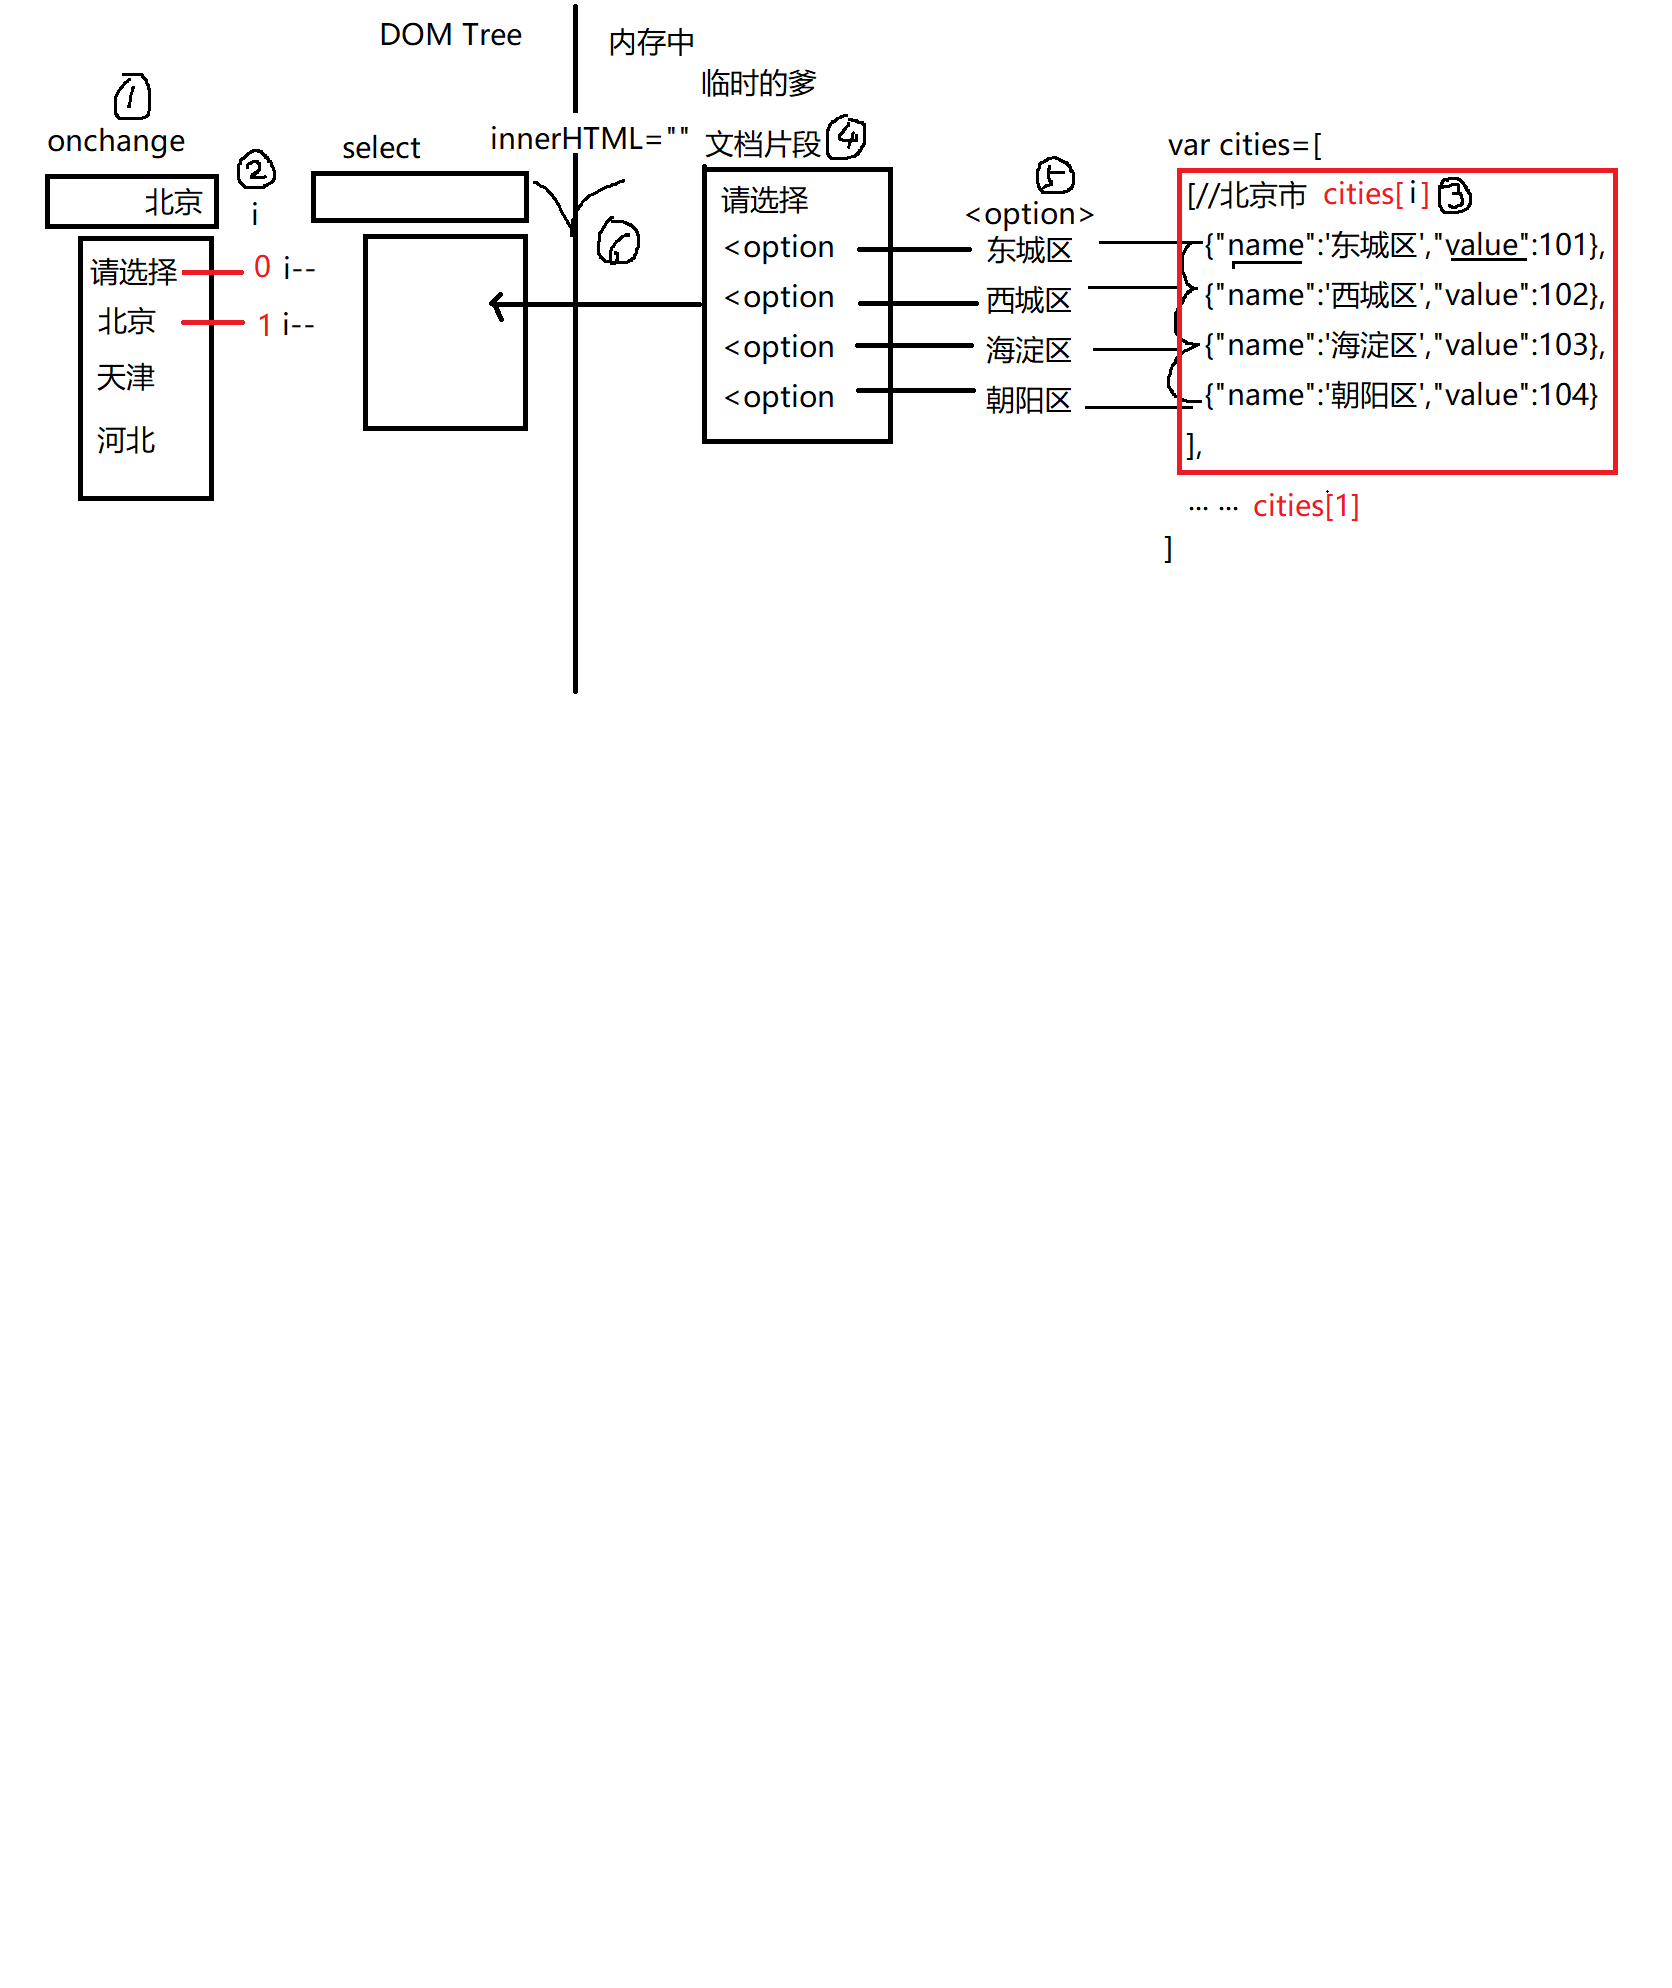 DOM Tree
内存中
临时的爹
①
onchange
②
i
select
innerHTML=""
文档片段④
⑤
<option>
var cities=[
北京
请选择
0 i--
北京
1 i--
天津
河北
⑥
请选择
<option
东城区
<option
西城区
<option
海淀区
<option
朝阳区
[//北京市 cities[i]③
{"name":'东城区',"value":101},
{"name":'西城区',"value":102},
{"name":'海淀区',"value":103},
{"name":'朝阳区',"value":104}
],
... ... cities[1]
]